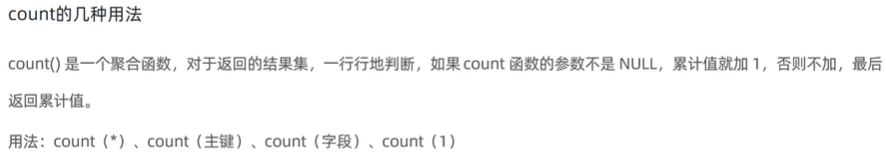 count的几种用法
count() 是一个聚合函数，对于返回的结果集，一行行地判断，如果 count 函数的参数不是 NULL，累计值就加 1，否则不加，最后
返回累计值。
用法：count（*）、count（主键）、count（字段）、count（1）